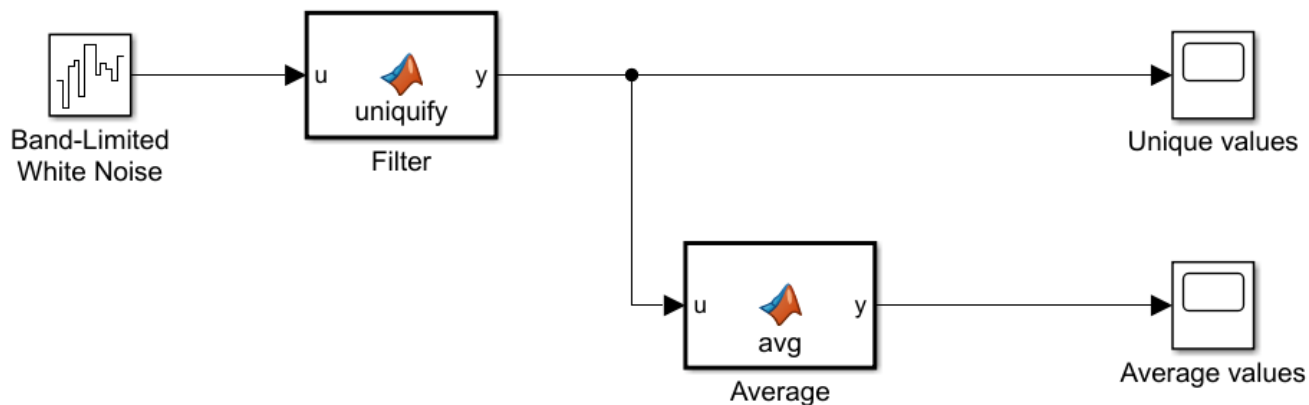 u
y
uniquify
Band-Limited
White Noise
Filter
Unique values
u
y
avg
Average
Average values